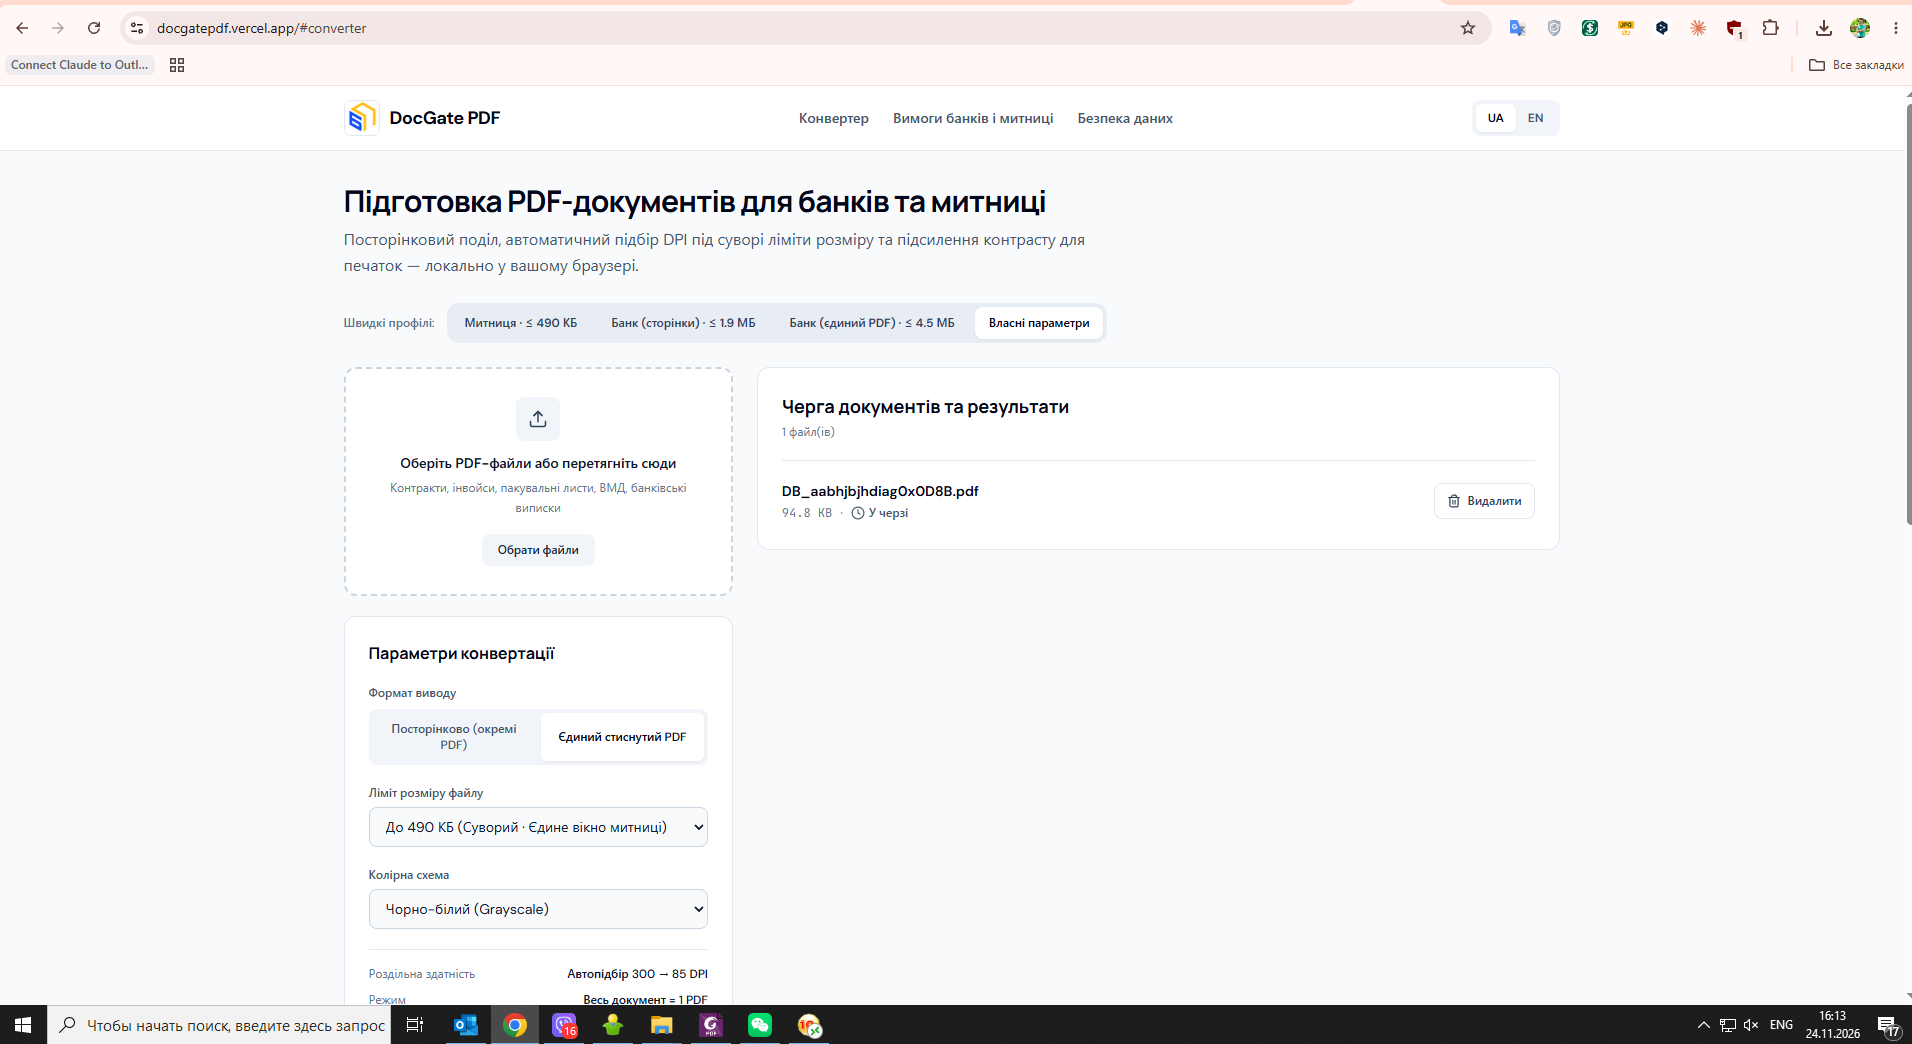 docgatepdf.vercel.app/#converter
JPG
1
Connect Claude to Outl...
Все закладки
DocGate PDF
Конвертер
Вимоги банків і митниці
Безпека даних
UA
EN
Підготовка PDF-документів для банків та митниці
Посторінковий поділ, автоматичний підбір DPI під суворі ліміти розміру та підсилення контрасту для
печаток — локально у вашому браузері.
Швидкі профілі:
Митниця · ≤ 490 КБ
Банк (сторінки) · ≤ 1.9 МБ
Банк (єдиний PDF) · ≤ 4.5 МБ
Власні параметри
Оберіть PDF-файли або перетягніть сюди
Контракти, інвойси, пакувальні листи, ВМД, банківські
виписки
Обрати файли
Черга документів та результати
1 файл(ів)
DB_aabhjbjhdiag0x0D8B.pdf
94.8 KB · У черзі
Видалити
Параметри конвертації
Формат виводу
Посторінково (окремі
PDF)
Єдиний стиснутий PDF
Ліміт розміру файлу
До 490 КБ (Суворий · Єдине вікно митниці)
Колірна схема
Чорно-білий (Grayscale)
Роздільна здатність
Автопідбір 300 → 85 DPI
Режим
Весь документ = 1 PDF
Чтобы начать поиск, введите здесь запрос
16
PDF
ENG
16:13
24.11.2026
17